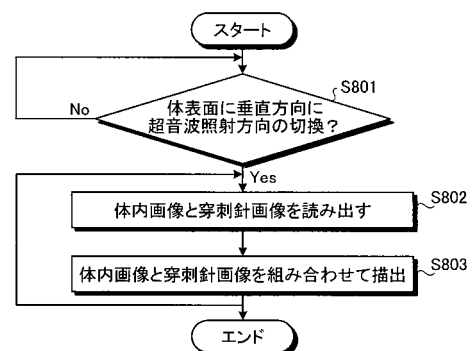 スタート
S801
No
体表面に垂直方向に
超音波照射方向の切換？
Yes
S802
体内画像と穿刺針画像を読み出す
S803
体内画像と穿刺針画像を組み合わせて描出
エンド